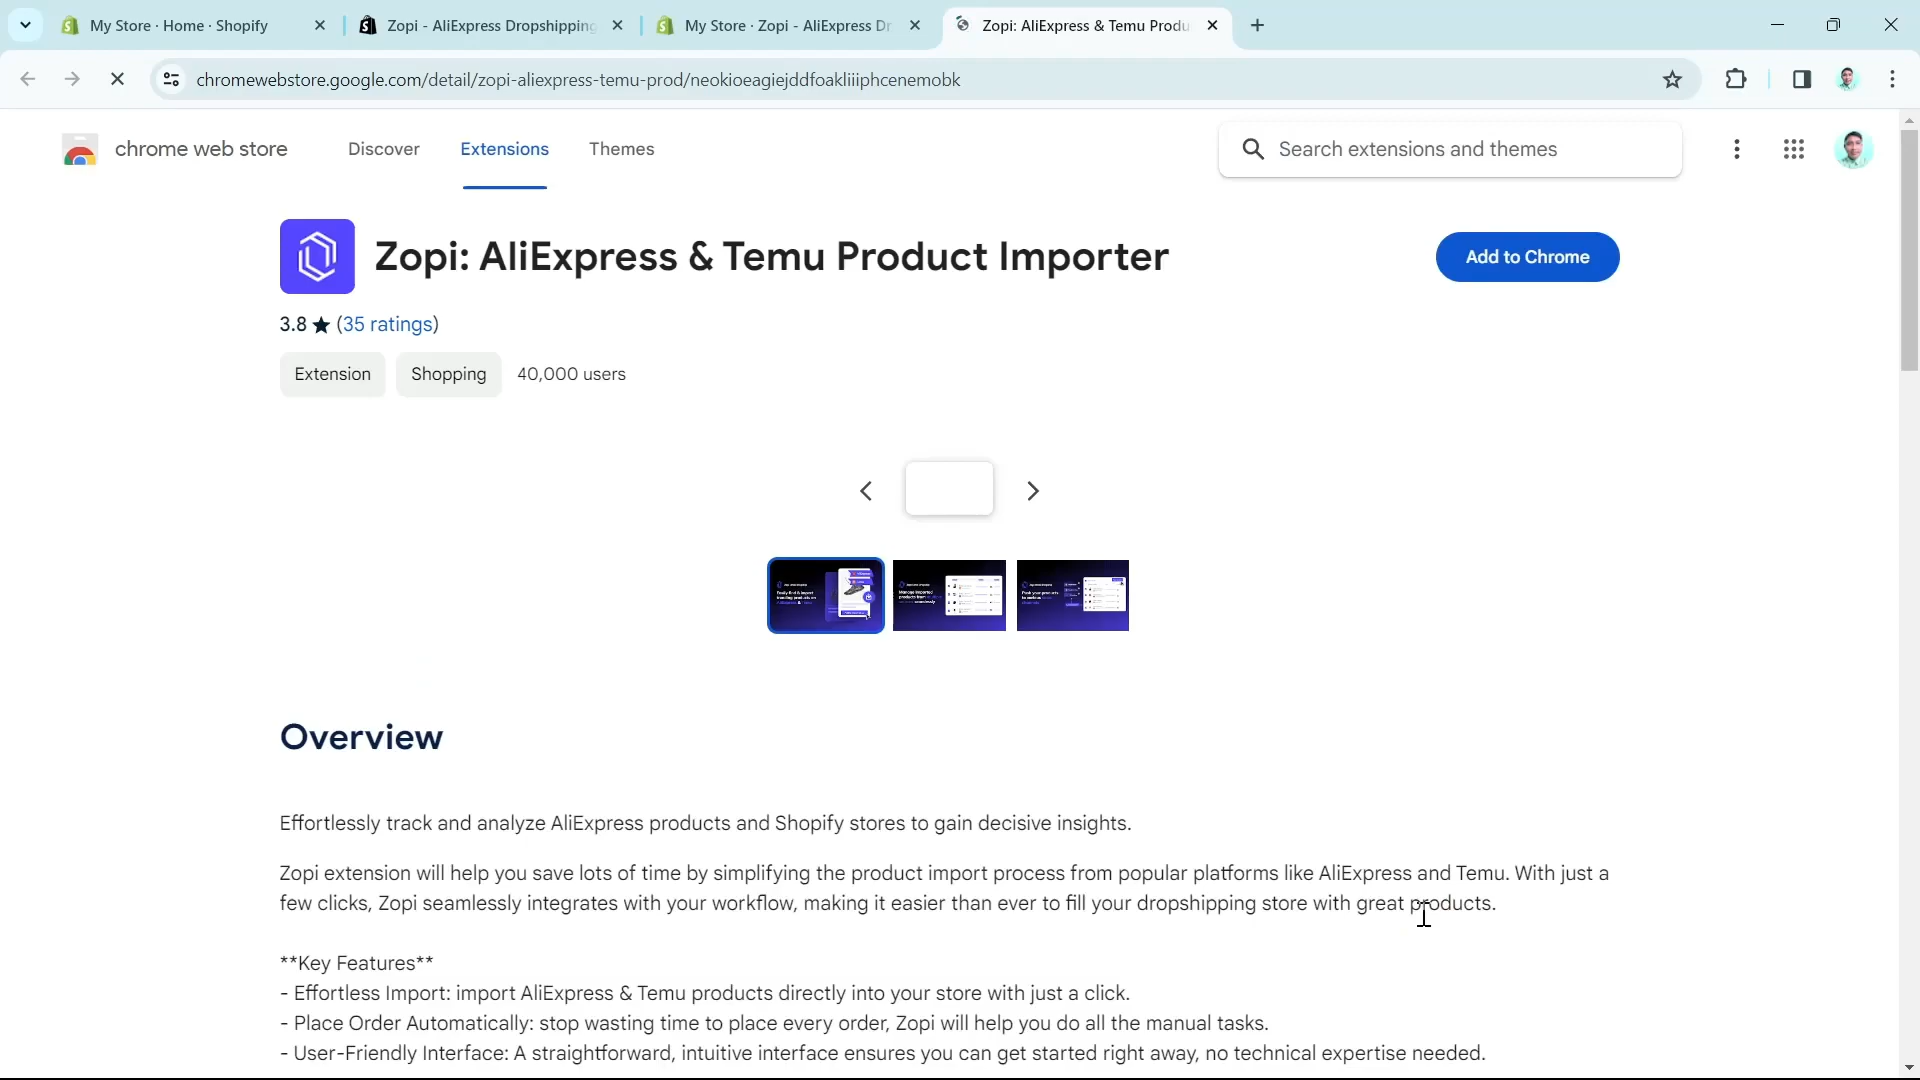 My Store · Home · Shopify
Zopi - AliExpress Dropshipping
My Store · Zopi - AliExpress Dr
Zopi: AliExpress & Temu Produ
chromewebstore.google.com/detail/zopi-aliexpress-temu-prod/neokioeagiejddfoakliiiphcenemobk
chrome web store
Discover
Extensions
Themes
Search extensions and themes
Zopi: AliExpress & Temu Product Importer
Add to Chrome
3.8 ★ (35 ratings)
Extension
Shopping
40,000 users
Overview
Effortlessly track and analyze AliExpress products and Shopify stores to gain decisive insights.
Zopi extension will help you save lots of time by simplifying the product import process from popular platforms like AliExpress and Temu. With just a
few clicks, Zopi seamlessly integrates with your workflow, making it easier than ever to fill your dropshipping store with great products.
**Key Features**
- Effortless Import: import AliExpress & Temu products directly into your store with just a click.
- Place Order Automatically: stop wasting time to place every order, Zopi will help you do all the manual tasks.
- User-Friendly Interface: A straightforward, intuitive interface ensures you can get started right away, no technical expertise needed.